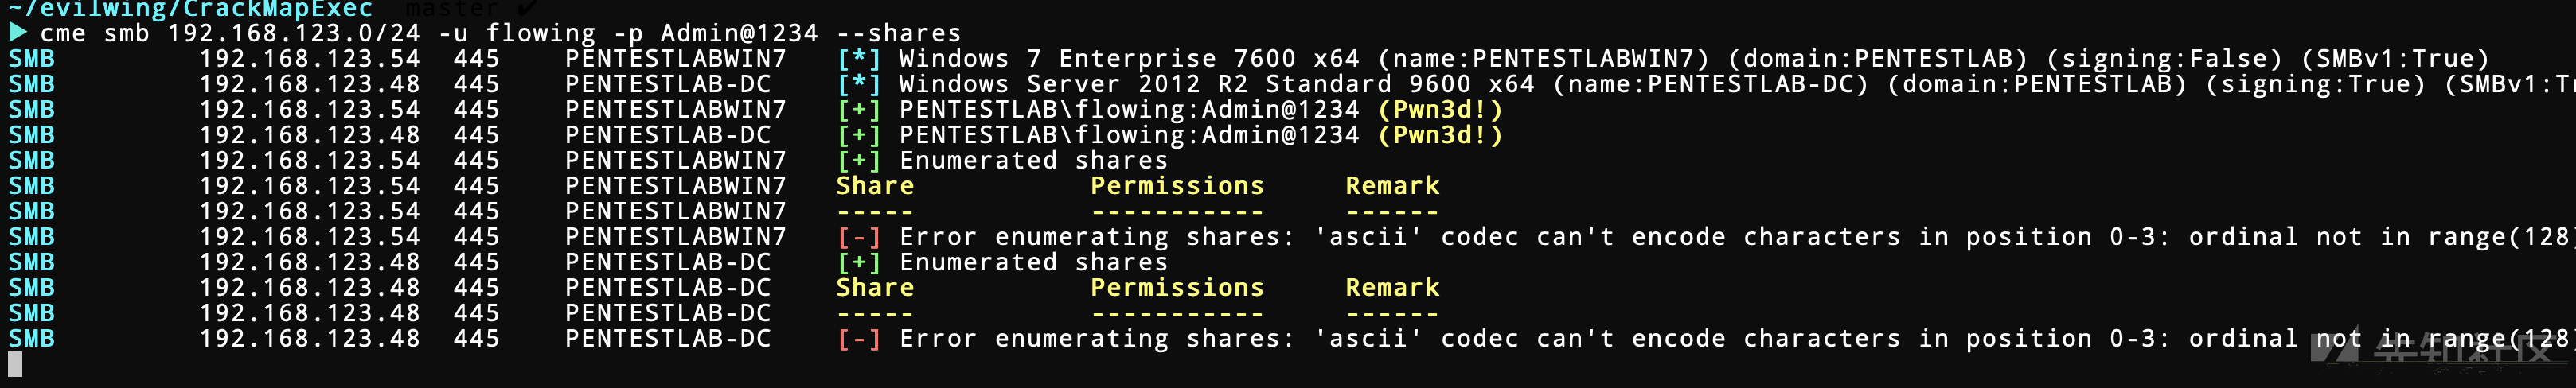 ~/evilwing/CrackMapExec master ✔
▶ cme smb 192.168.123.0/24 -u flowing -p Admin@1234 --shares
SMB 192.168.123.54 445 PENTESTLABWIN7 [*] Windows 7 Enterprise 7600 x64 (name:PENTESTLABWIN7) (domain:PENTESTLAB) (signing:False) (SMBv1:True)
SMB 192.168.123.48 445 PENTESTLAB-DC [*] Windows Server 2012 R2 Standard 9600 x64 (name:PENTESTLAB-DC) (domain:PENTESTLAB) (signing:True) (SMBv1:Tr
SMB 192.168.123.54 445 PENTESTLABWIN7 [+] PENTESTLAB\flowing:Admin@1234 (Pwn3d!)
SMB 192.168.123.48 445 PENTESTLAB-DC [+] PENTESTLAB\flowing:Admin@1234 (Pwn3d!)
SMB 192.168.123.54 445 PENTESTLABWIN7 [+] Enumerated shares
SMB 192.168.123.54 445 PENTESTLABWIN7 Share Permissions Remark
SMB 192.168.123.54 445 PENTESTLABWIN7 ----- ----------- ------
SMB 192.168.123.54 445 PENTESTLABWIN7 [-] Error enumerating shares: 'ascii' codec can't encode characters in position 0-3: ordinal not in range(128)
SMB 192.168.123.48 445 PENTESTLAB-DC [+] Enumerated shares
SMB 192.168.123.48 445 PENTESTLAB-DC Share Permissions Remark
SMB 192.168.123.48 445 PENTESTLAB-DC ----- ----------- ------
SMB 192.168.123.48 445 PENTESTLAB-DC [-] Error enumerating shares: 'ascii' codec can't encode characters in position 0-3: ordinal not in range(128)
先知社区